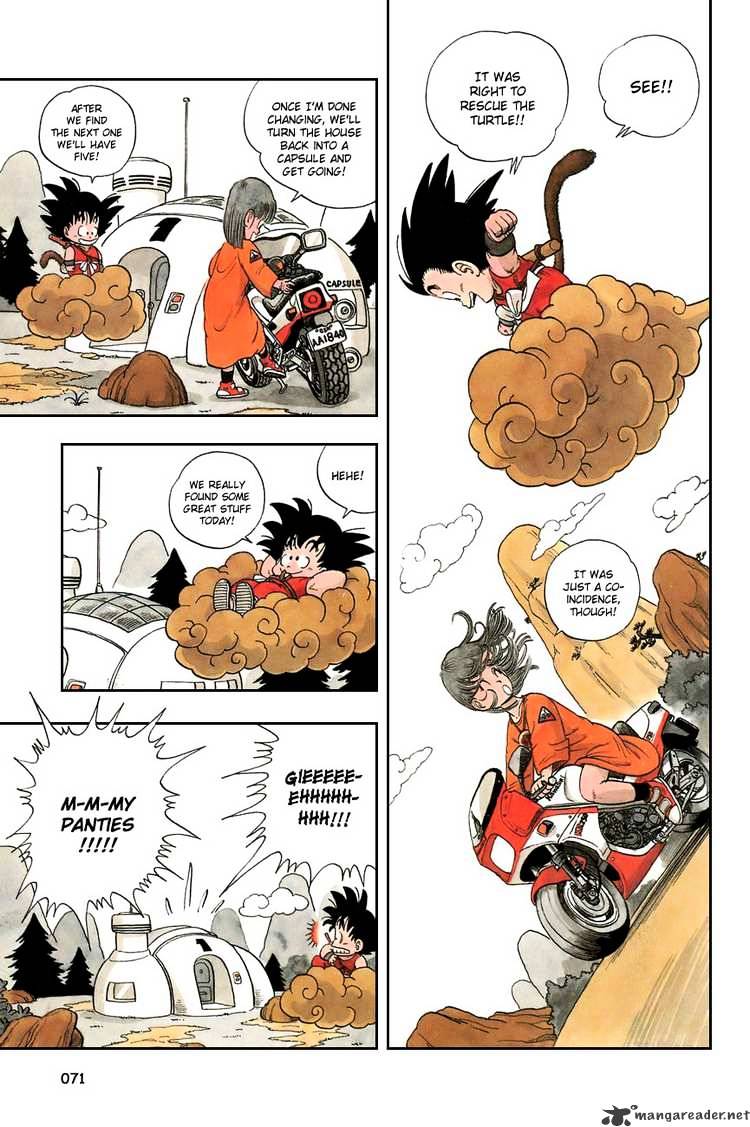 SEE!!
IT WAS
RIGHT TO
RESCUE THE
TURTLE!!
IT WAS
JUST A CO-
INCIDENCE,
THOUGH!
ONCE I'M DONE
CHANGING, WE'LL
TURN THE HOUSE
BACK INTO A
CAPSULE AND
GET GOING!
AFTER
WE FIND
THE NEXT ONE
WE'LL HAVE
FIVE!
1
CAPSULE
HEHE!
WE REALLY
FOUND SOME
GREAT STUFF
TODAY!
GIEEEEE-
EHHHHH-
HHH!!!
M-M-MY
PANTIES
!!!!!
1
071
mangareader.net